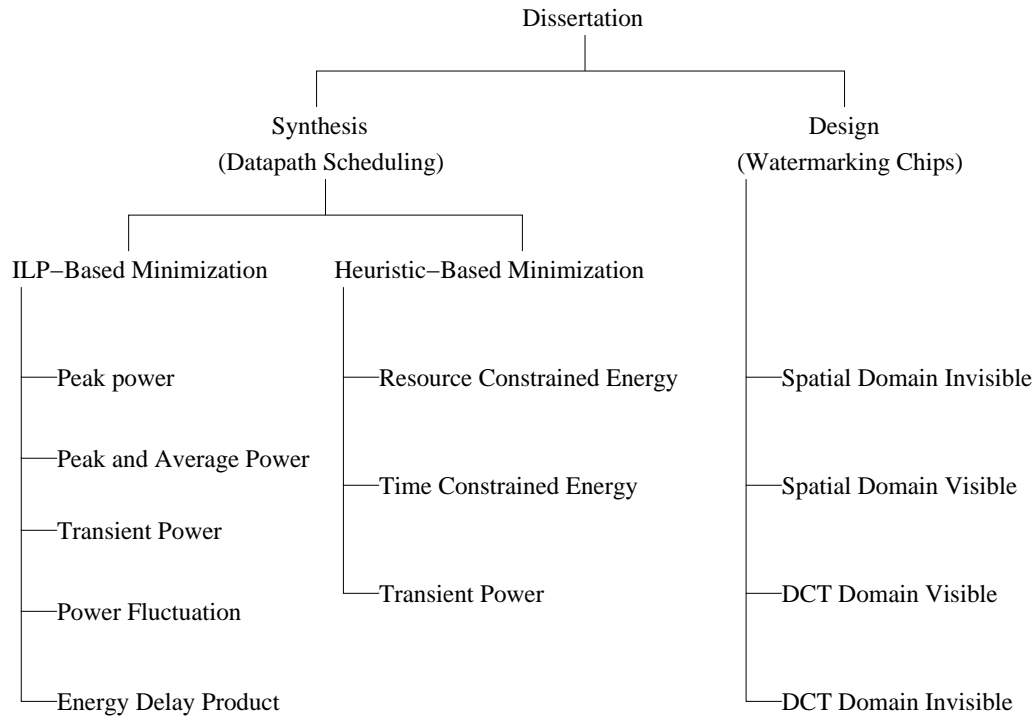 Dissertation
Synthesis
(Datapath Scheduling)
Design
(Watermarking Chips)
ILP−Based Minimization
Heuristic−Based Minimization
Peak power
Peak and Average Power
Transient Power
Power Fluctuation
Energy Delay Product
Resource Constrained Energy
Time Constrained Energy
Transient Power
Spatial Domain Invisible
Spatial Domain Visible
DCT Domain Visible
DCT Domain Invisible